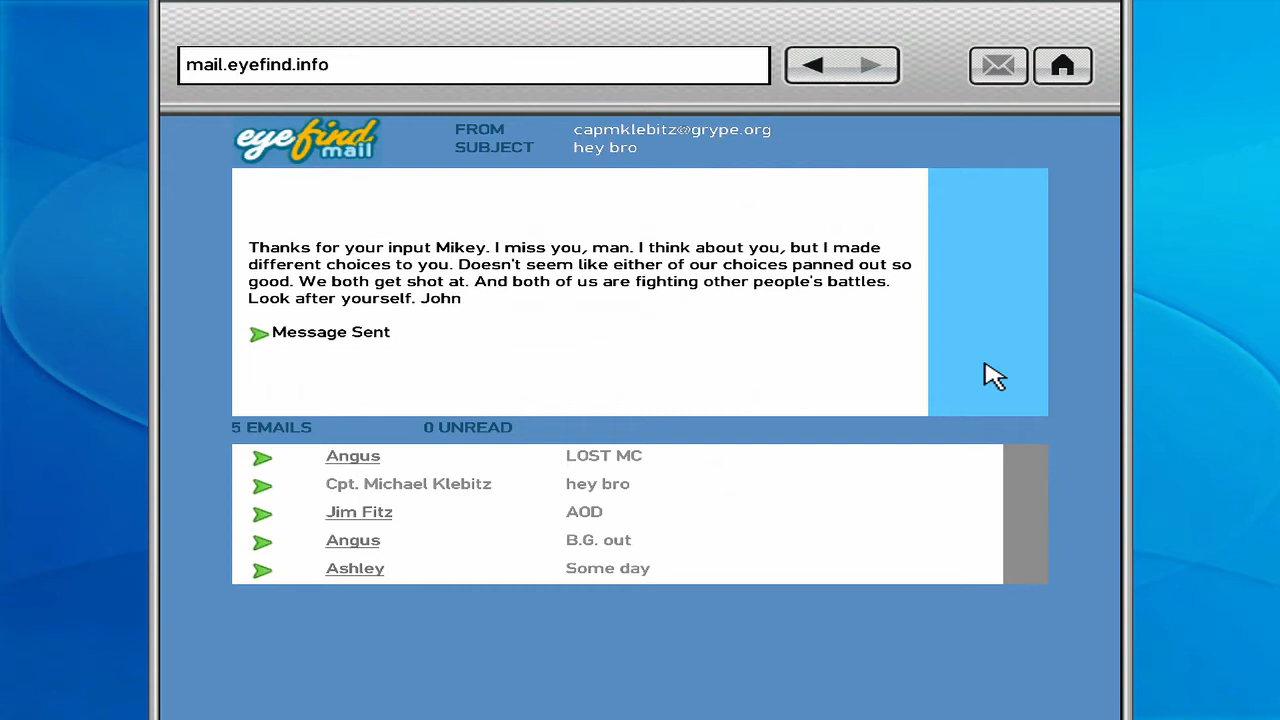 mail.eyefind.info
eyefind mail
FROM capmklebitz@grype.org
SUBJECT hey bro
Thanks for your input Mikey. I miss you, man. I think about you, but I made
different choices to you. Doesn't seem like either of our choices panned out so
good. We both get shot at. And both of us are fighting other people's battles.
Look after yourself. John
Message Sent
5 EMAILS 0 UNREAD
Angus LOST MC
Cpt. Michael Klebitz hey bro
Jim Fitz AOD
Angus B.G. out
Ashley Some day